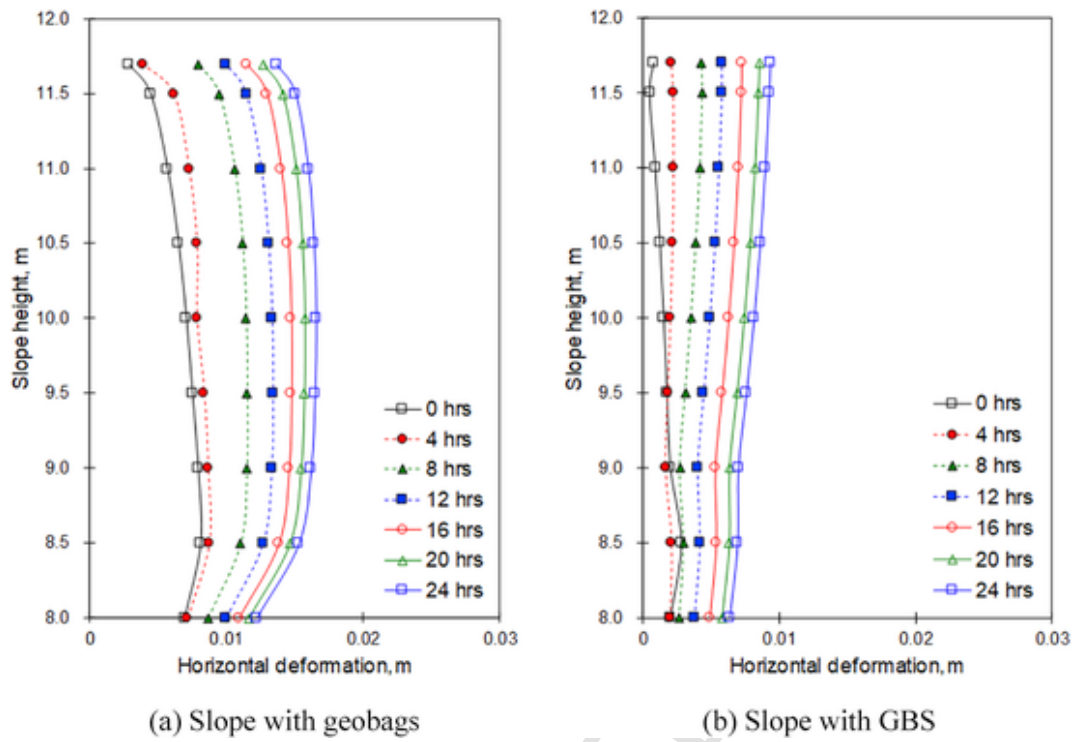 12.0
11.5
11.0
10.5
10.0
9.5
9.0
8.5
8.0
Slope height, m
0 hrs
4 hrs
8 hrs
12 hrs
16 hrs
20 hrs
24 hrs
0 0.01 0.02 0.03
Horizontal deformation, m
(a) Slope with geobags
12.0
11.5
11.0
10.5
10.0
9.5
9.0
8.5
8.0
Slope height, m
0 hrs
4 hrs
8 hrs
12 hrs
16 hrs
20 hrs
24 hrs
0 0.01 0.02 0.03
Horizontal deformation, m
(b) Slope with GBS